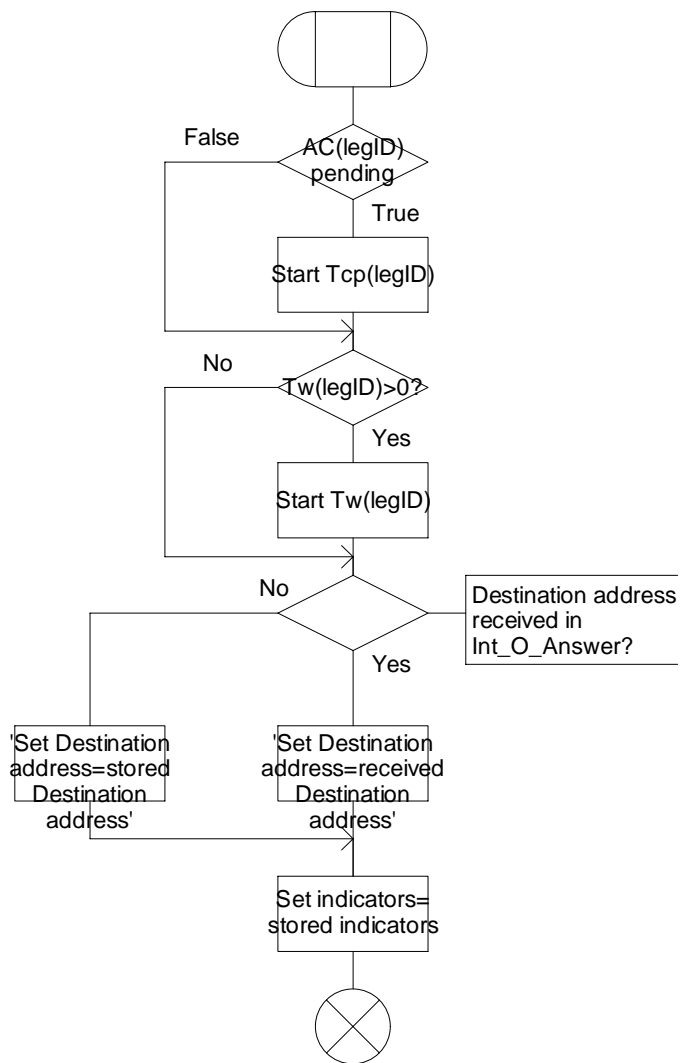 False
AC(legID)
pending
True
Start Tcp(legID)
No
Tw(legID)>0?
Yes
Start Tw(legID)
No
Destination address
received in
Int_O_Answer?
Yes
'Set Destination
address=stored
Destination
address'
'Set Destination
address=received
Destination
address'
Set indicators=
stored indicators